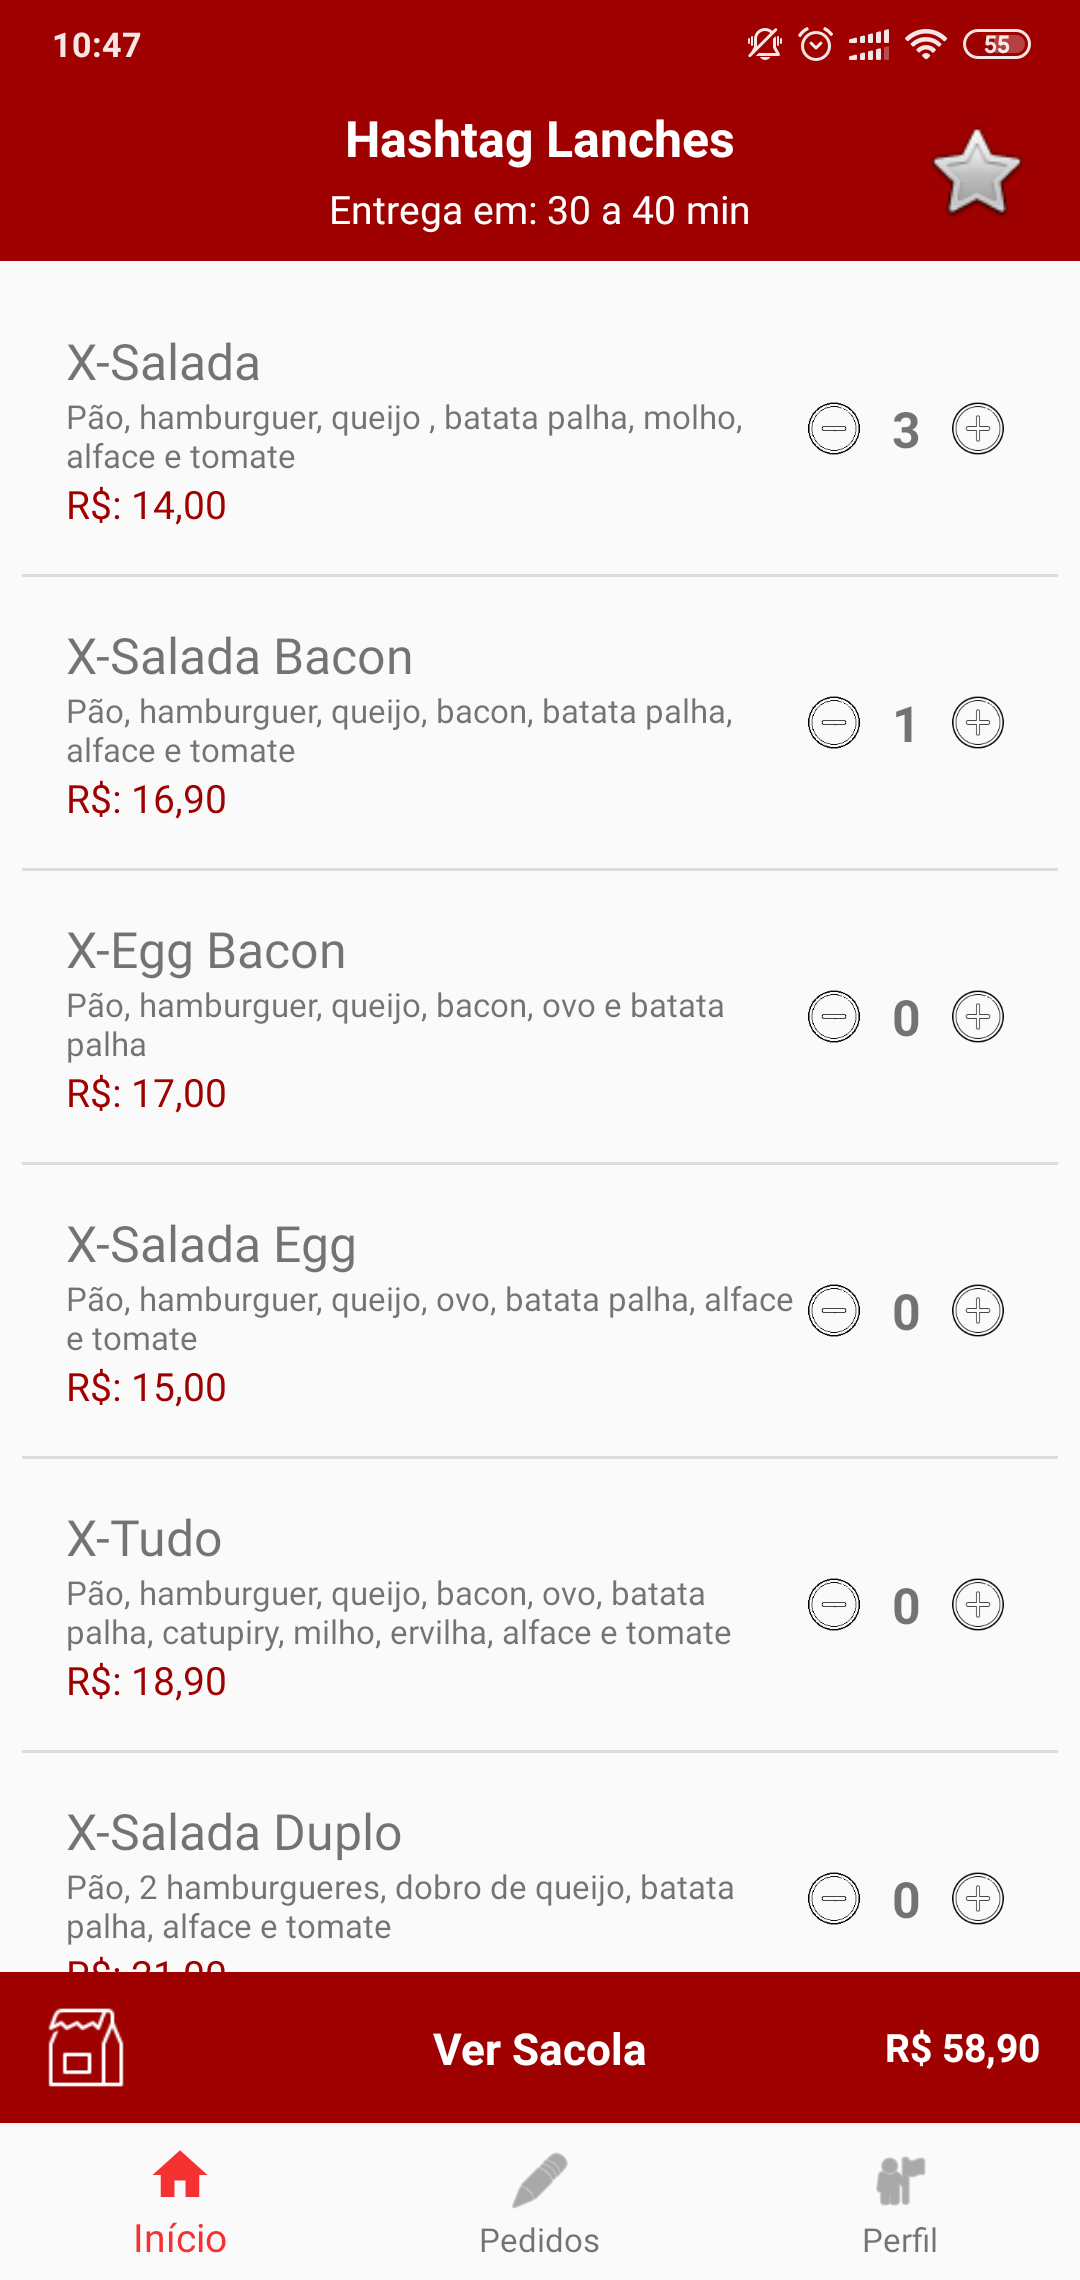 10:47
55
Hashtag Lanches
Entrega em: 30 a 40 min
X-Salada
Pão, hamburguer, queijo , batata palha, molho,
alface e tomate
R$: 14,00
3
X-Salada Bacon
Pão, hamburguer, queijo, bacon, batata palha,
alface e tomate
R$: 16,90
1
X-Egg Bacon
Pão, hamburguer, queijo, bacon, ovo e batata
palha
R$: 17,00
0
X-Salada Egg
Pão, hamburguer, queijo, ovo, batata palha, alface
e tomate
R$: 15,00
0
X-Tudo
Pão, hamburguer, queijo, bacon, ovo, batata
palha, catupiry, milho, ervilha, alface e tomate
R$: 18,90
0
X-Salada Duplo
Pão, 2 hamburgueres, dobro de queijo, batata
palha, alface e tomate
0
Ver Sacola
R$ 58,90
Início
Pedidos
Perfil